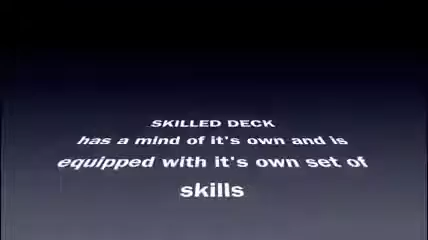 SKILLED DECK
has a mind of it's own and is
equipped with it's own set of
skills